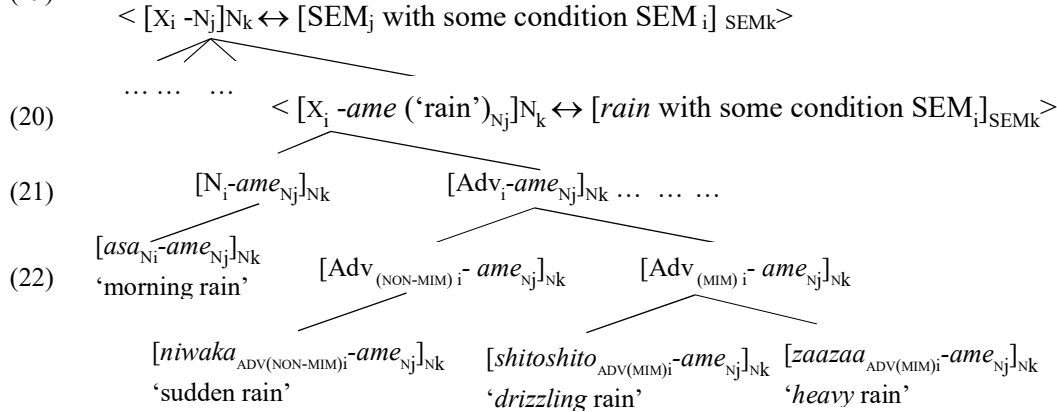 < [Xi -Nj]Nk ↔ [SEMj with some condition SEM i] SEMk>
… … …
(20) < [Xi -ame (‘rain’)Nj]Nk ↔ [rain with some condition SEMi]SEMk>
(21) [Ni-ameNj]Nk [Advi-ameNj]Nk … … …
[asaNi-ameNj]Nk
(22) [Adv(NON-MIM) i- ameNj]Nk [Adv(MIM) i- ameNj]Nk
‘morning rain’
[niwakaADV(NON-MIM)i-ameNj]Nk [shitoshitoADV(MIM)i-ameNj]Nk [zaazaaADV(MIM)i-ameNj]Nk
‘sudden rain’ ‘drizzling rain’ ‘heavy rain’